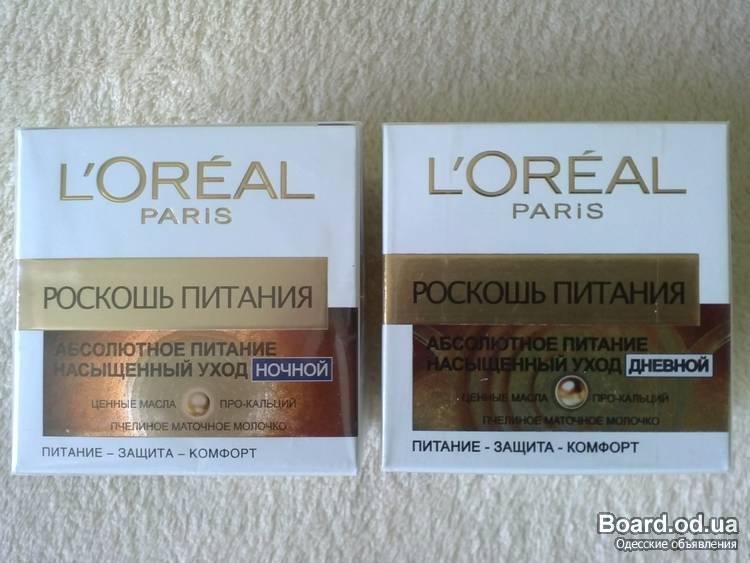 L'ORÉAL
PARIS
РОСКОШЬ ПИТАНИЯ
АБСОЛЮТНОЕ ПИТАНИЕ
НАСЫЩЕННЫЙ УХОД НОЧНОЙ
ЦЕННЫЕ МАСЛА ПРО-КАЛЬЦИЙ
ПЧЕЛИНОЕ МАТОЧНОЕ МОЛОЧКО
ПИТАНИЕ – ЗАЩИТА – КОМФОРТ
L'ORÉAL
PARIS
РОСКОШЬ ПИТАНИЯ
АБСОЛЮТНОЕ ПИТАНИЕ
НАСЫЩЕННЫЙ УХОД ДНЕВНОЙ
ЦЕННЫЕ МАСЛА ПРО-КАЛЬЦИЙ
ПЧЕЛИНОЕ МАТОЧНОЕ МОЛОЧКО
ПИТАНИЕ - ЗАЩИТА - КОМФОРТ
Board.od.ua
Одесские объявления